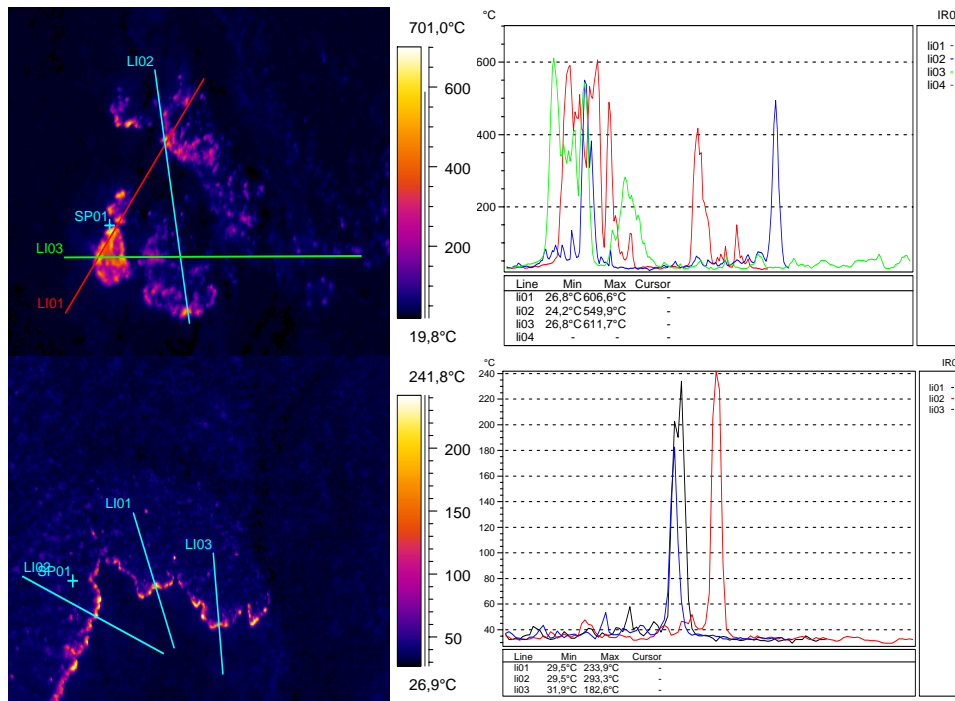 LI02
SP01
LI03
LI01
701,0°C
600
400
200
19,8°C
°C
IR0
600
400
200
li01
li02
li03
li04
Line Min Max Cursor
li01 26,8°C 606,6°C -
li02 24,2°C 549,9°C -
li03 26,8°C 611,7°C -
li04 - - -
LI01
LI03
LI02
SP01
241,8°C
200
150
100
50
26,9°C
°C
IR0
240
220
200
180
160
140
120
100
80
60
40
li01
li02
li03
Line Min Max Cursor
li01 29,5°C 233,9°C -
li02 29,5°C 293,3°C -
li03 31,9°C 182,6°C -